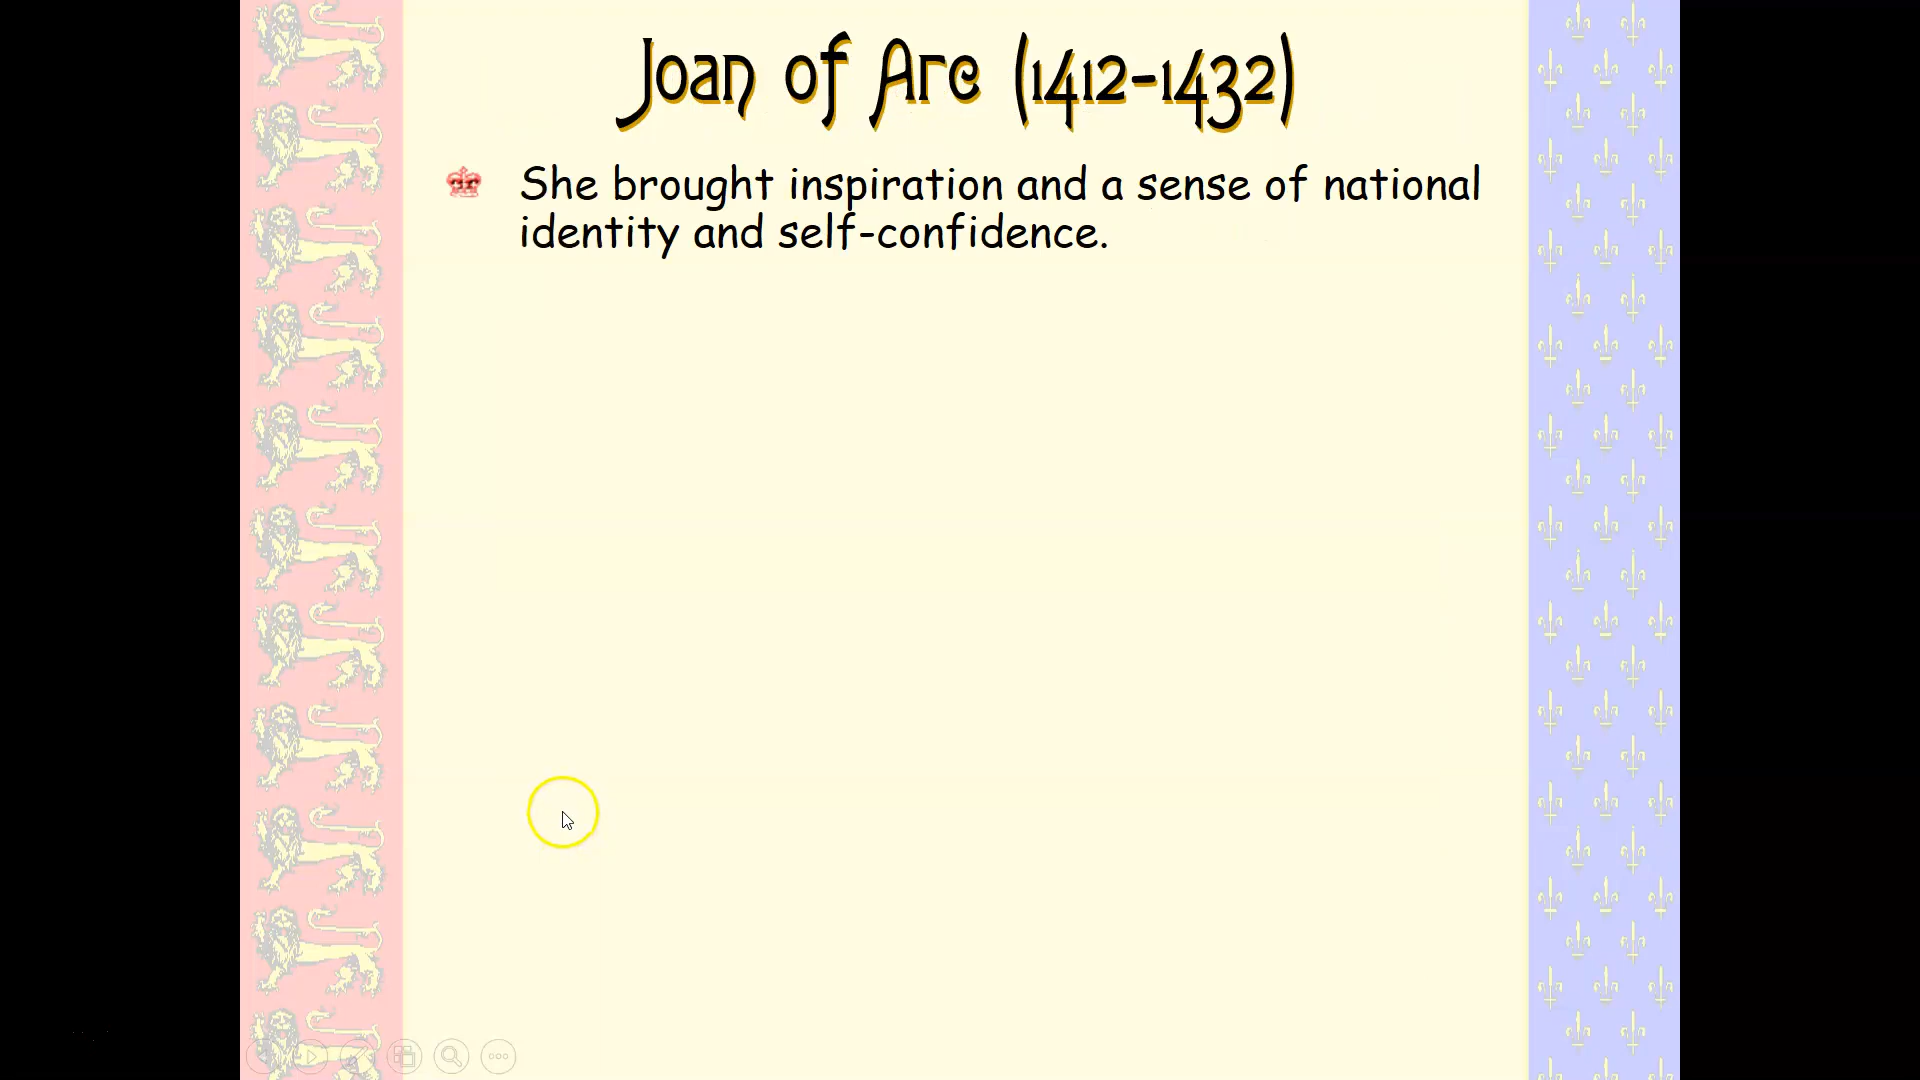 Joan of Arc (1412-1432)
She brought inspiration and a sense of national
identity and self-confidence.